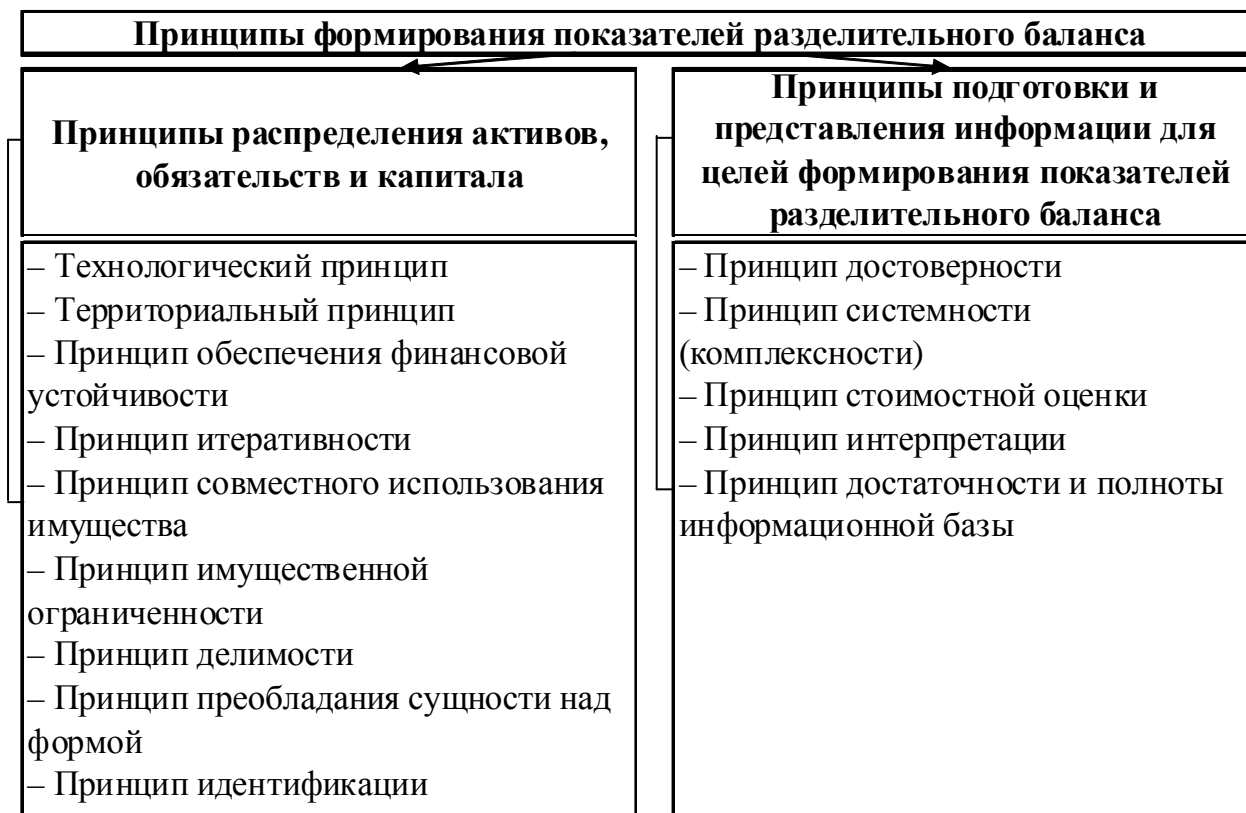 Принципы формирования показателей разделительного баланса
Принципы распределения активов,
обязательств и капитала
– Технологический принцип
– Территориальный принцип
– Принцип обеспечения финансовой
устойчивости
– Принцип итеративности
– Принцип совместного использования
имущества
– Принцип имущественной
ограниченности
– Принцип делимости
– Принцип преобладания сущности над
формой
– Принцип идентификации
Принципы подготовки и
представления информации для
целей формирования показателей
разделительного баланса
– Принцип достоверности
– Принцип системности
(комплексности)
– Принцип стоимостной оценки
– Принцип интерпретации
– Принцип достаточности и полноты
информационной базы